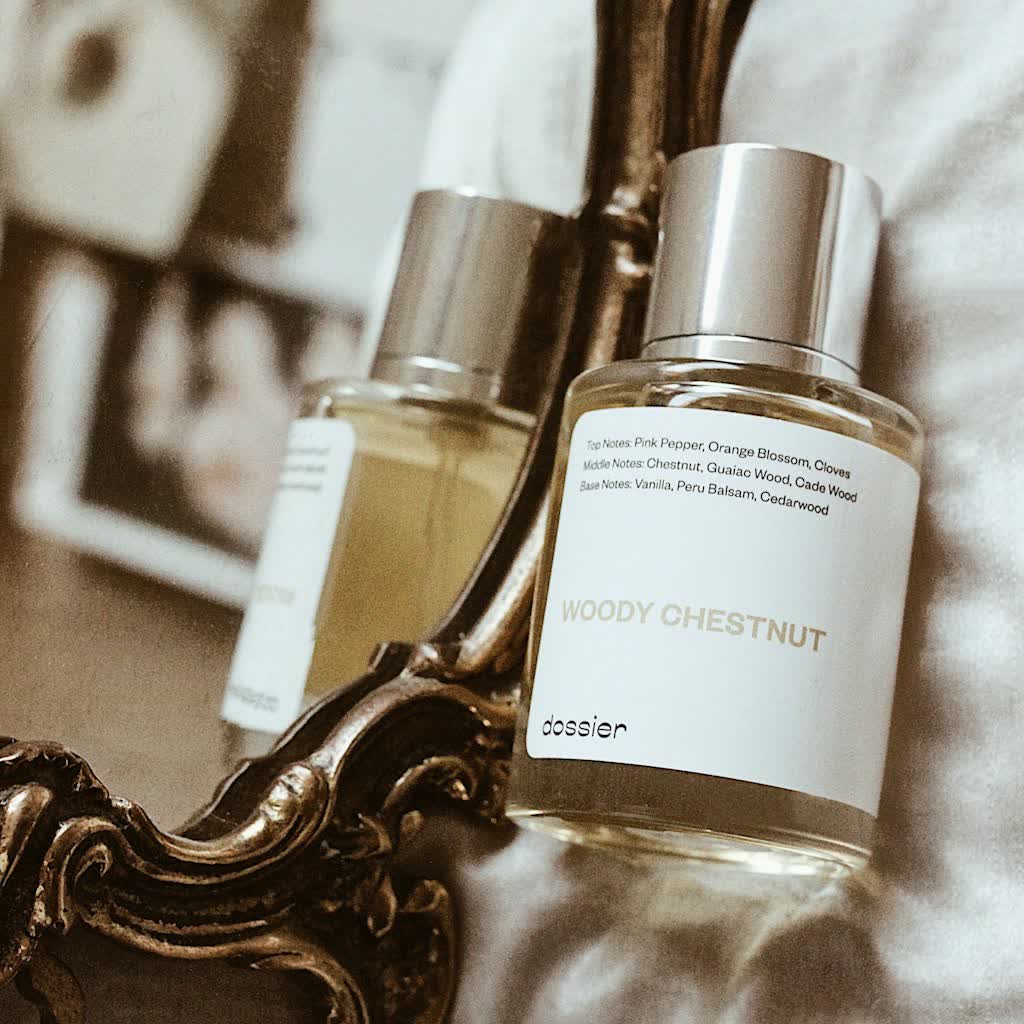 Top Notes: Pink Pepper, Orange Blossom, Cloves
Middle Notes: Chestnut, Guaiac Wood, Cade Wood
Base Notes: Vanilla, Peru Balsam, Cedarwood
WOODY CHESTNUT
dossier